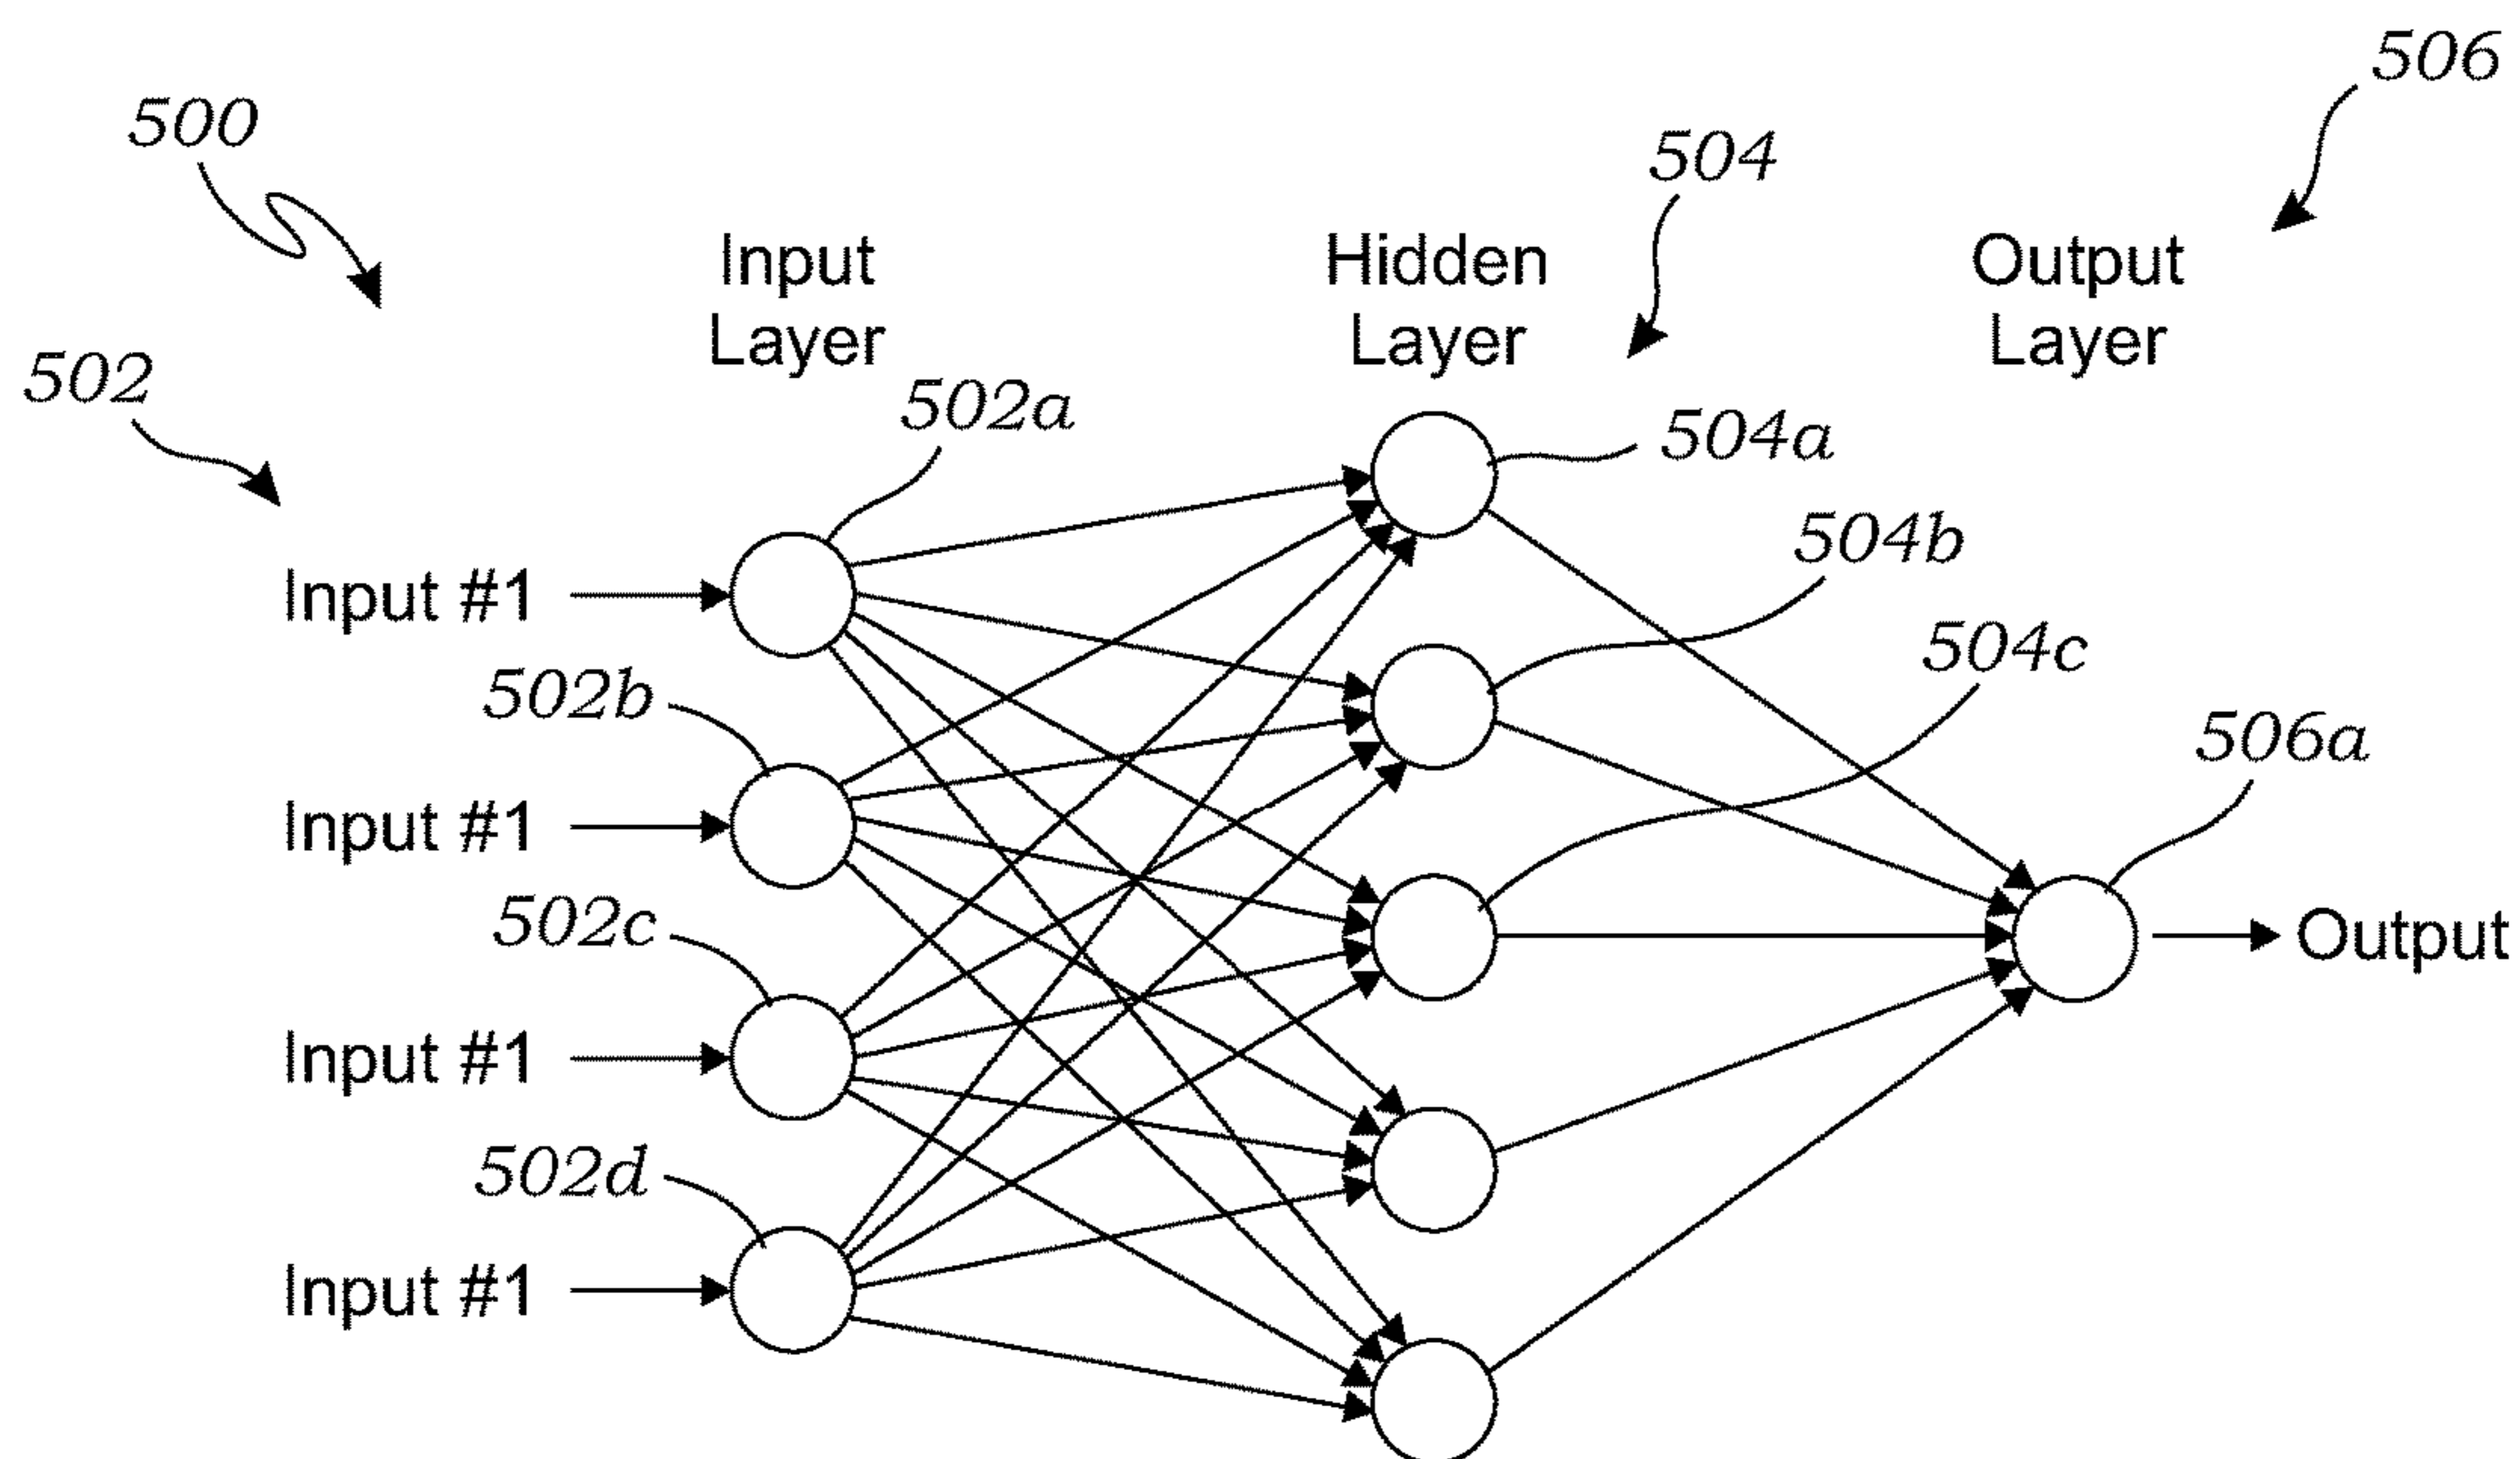 506
500
504
Input
Layer
Hidden
Layer
Output
Layer
502
502a
504a
504b
Input #1
504c
502b
506a
Input #1
502c
Output
Input #1
502d
Input #1